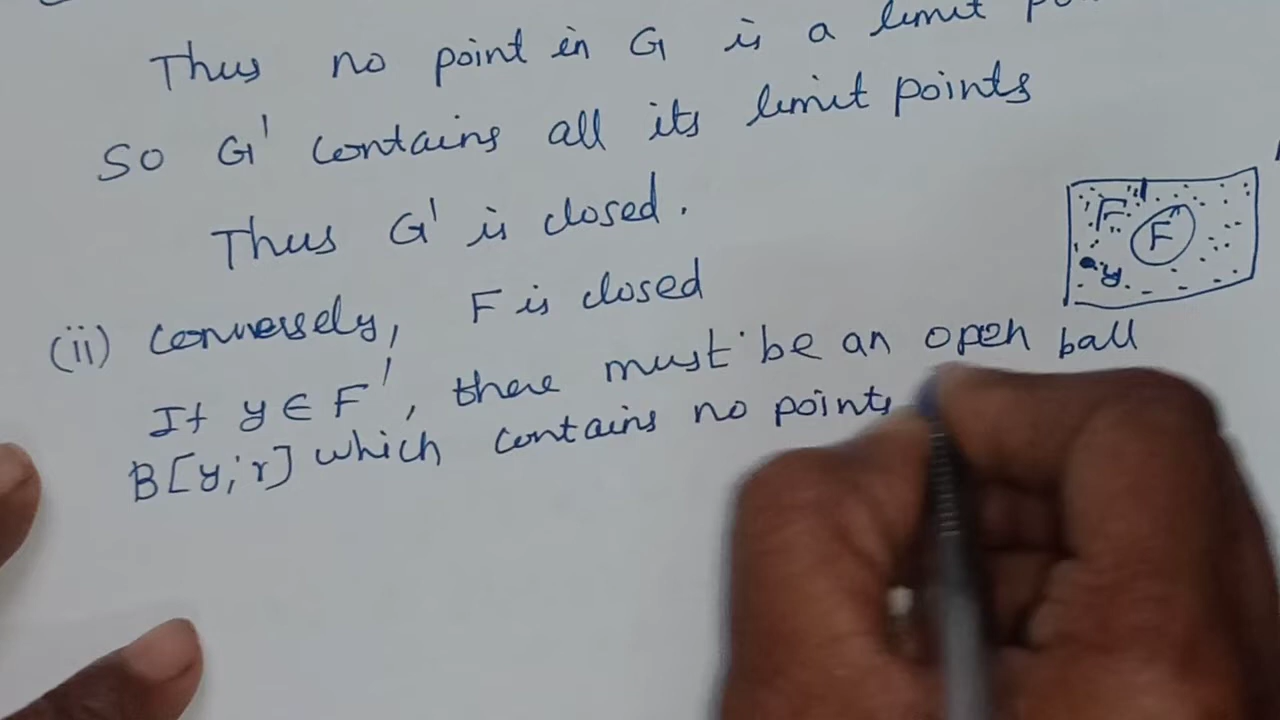 Thus no point in G is a limit
So G' contains all its limit points
Thus G' is closed.
(ii) Conversely, F is closed
If y ∈ F', there must be an open ball
B[y; r] which contains no points
F'
F
y